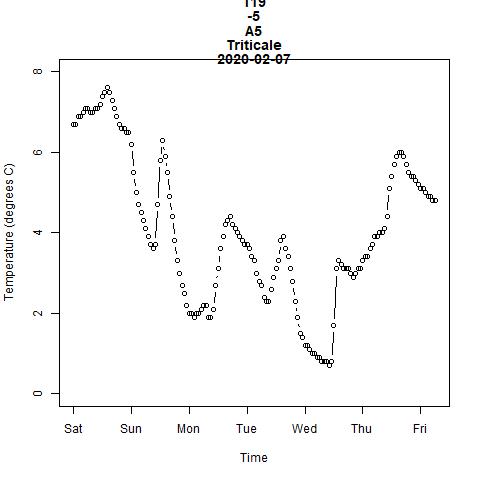 T19
-5
A5
Triticale
2020-02-07
Temperature (degrees C)
8
6
4
2
0
Sat Sun Mon Tue Wed Thu Fri
Time